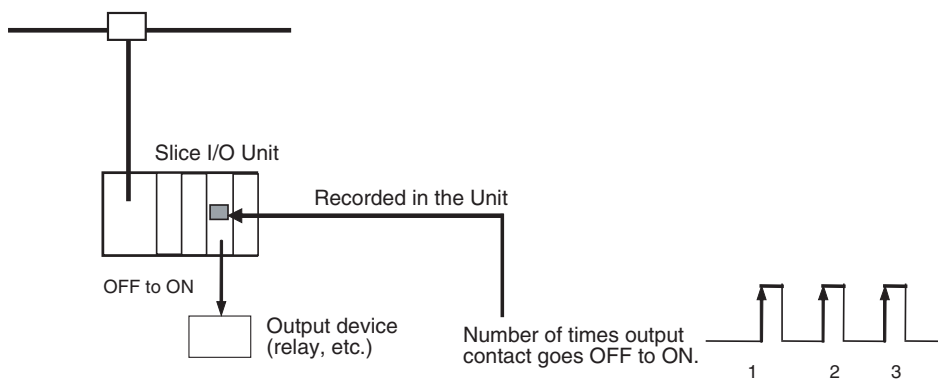 Slice I/O Unit
Recorded in the Unit
OFF to ON
Output device
(relay, etc.)
Number of times output
contact goes OFF to ON.
1 2 3